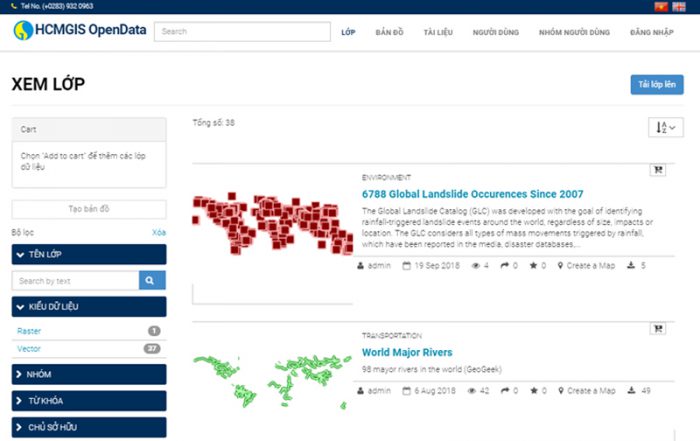 Tel No. (+0283) 932 0963
HCMGIS OpenData
Search
LỚP
BẢN ĐỒ
TÀI LIỆU
NGƯỜI DÙNG
NHÓM NGƯỜI DÙNG
ĐĂNG NHẬP
XEM LỚP
Tải lớp lên
Cart
Chọn "Add to cart" để thêm các lớp
dữ liệu
Tạo bản đồ
Bộ lọc
Xóa
TÊN LỚP
Search by text
KIỂU DỮ LIỆU
Raster 1
Vector 37
NHÓM
TỪ KHÓA
CHỦ SỞ HỮU
Tổng số: 38
ENVIRONMENT
6788 Global Landslide Occurences Since 2007
The Global Landslide Catalog (GLC) was developed with the goal of identifying
rainfall-triggered landslide events around the world, regardless of size, impacts or
location. The GLC considers all types of mass movements triggered by rainfall,
which have been reported in the media, disaster databases,...
admin 19 Sep 2018 4 0 0 Create a Map 5
TRANSPORTATION
World Major Rivers
98 mayor rivers in the world (GeoGeek)
admin 6 Aug 2018 42 0 0 Create a Map 49